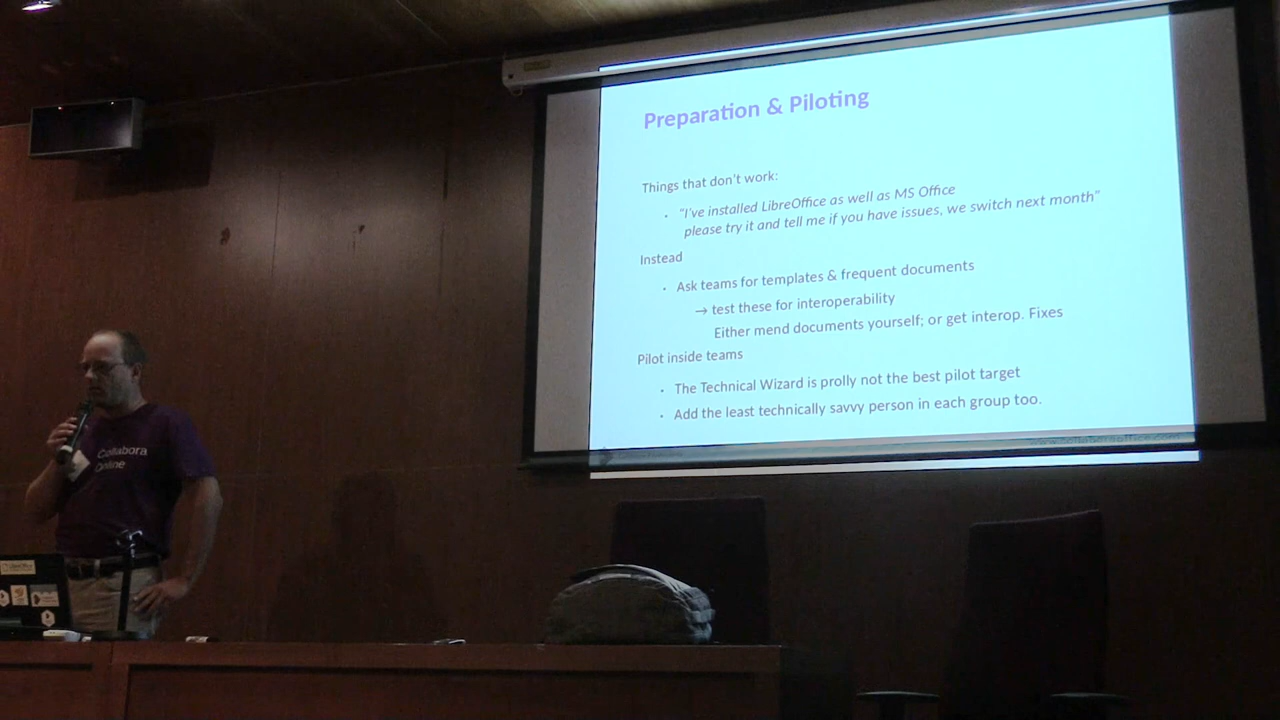 Preparation & Piloting
Things that don't work:
"I've installed LibreOffice as well as MS Office
please try it and tell me if you have issues, we switch next month"
Instead
Ask teams for templates & frequent documents
→ test these for interoperability
Either mend documents yourself; or get interop. Fixes
Pilot inside teams
The Technical Wizard is prolly not the best pilot target
Add the least technically savvy person in each group too.
www.collaboraoffice.com
Collabora
Online